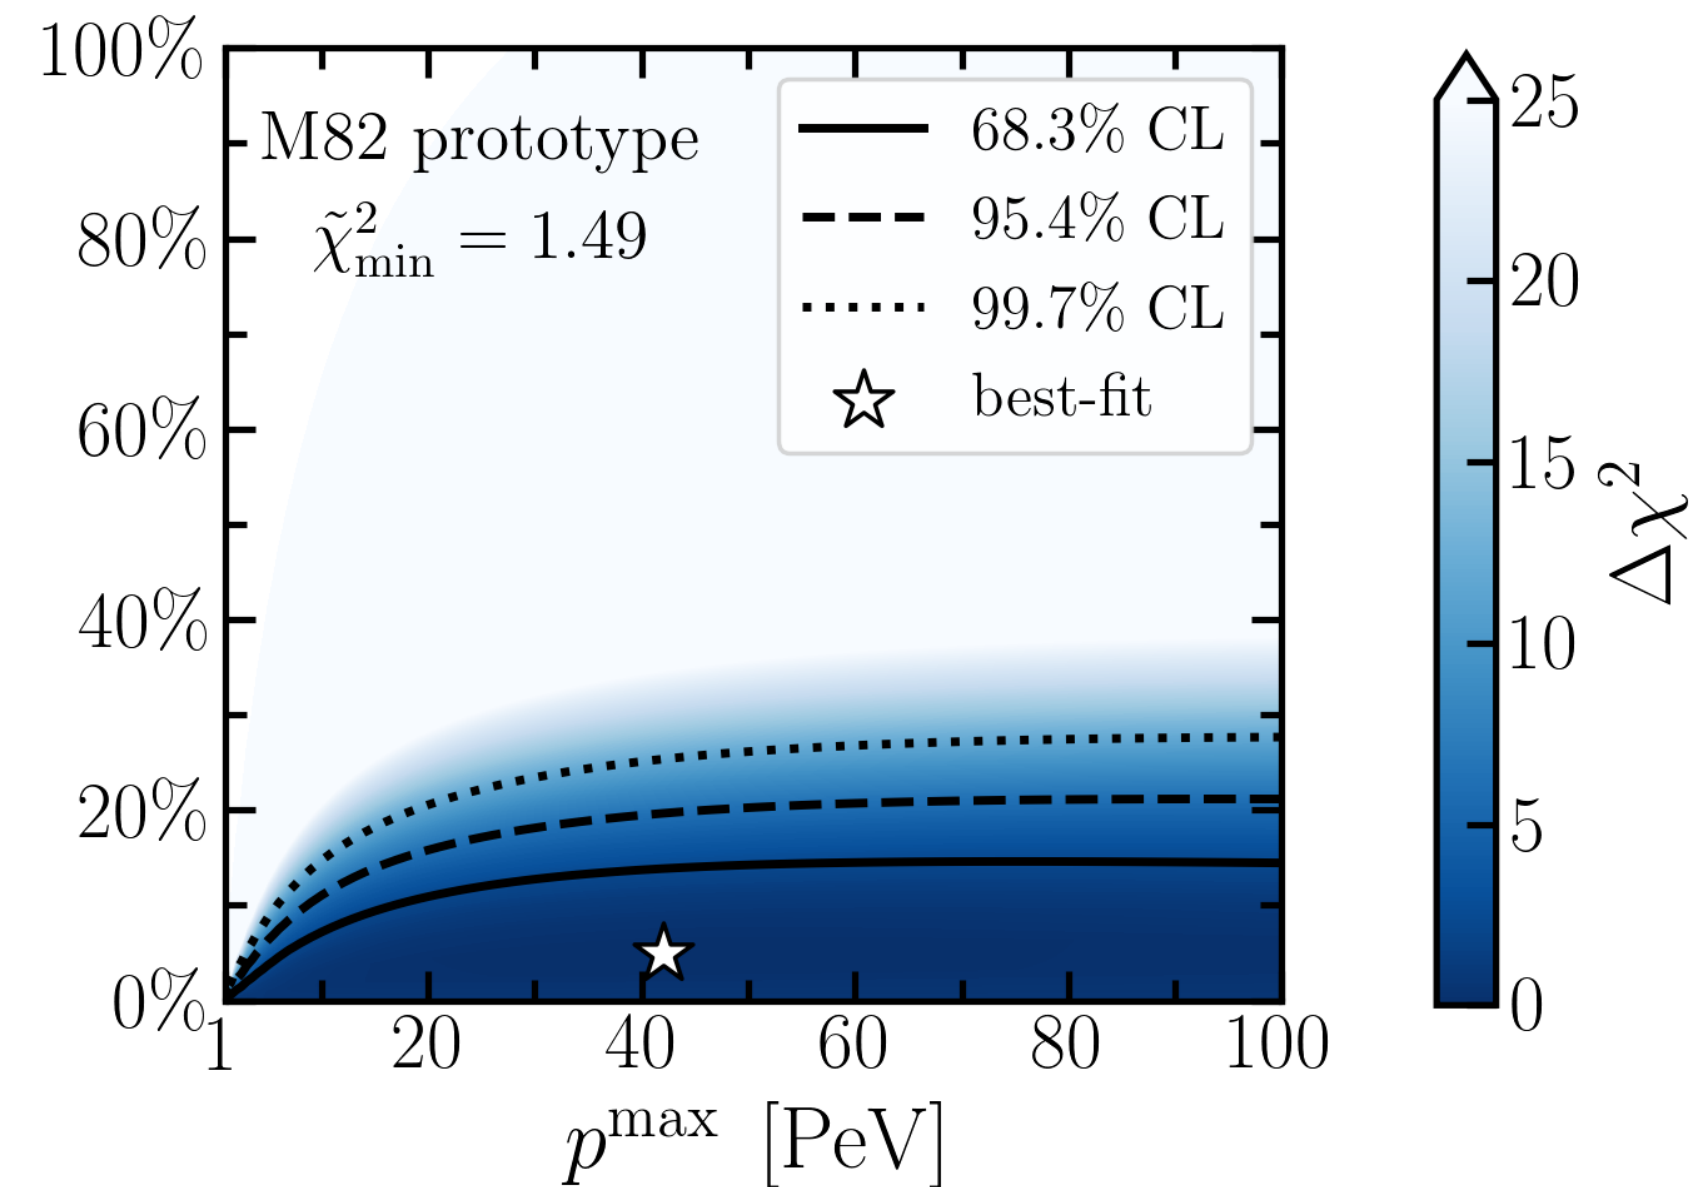 100%
80%
60%
40%
20%
0%
M82 prototype
χ̃²min = 1.49
68.3% CL
95.4% CL
99.7% CL
best-fit
1 20 40 60 80 100
pmax [PeV]
25
20
15
10
5
0
Δχ²